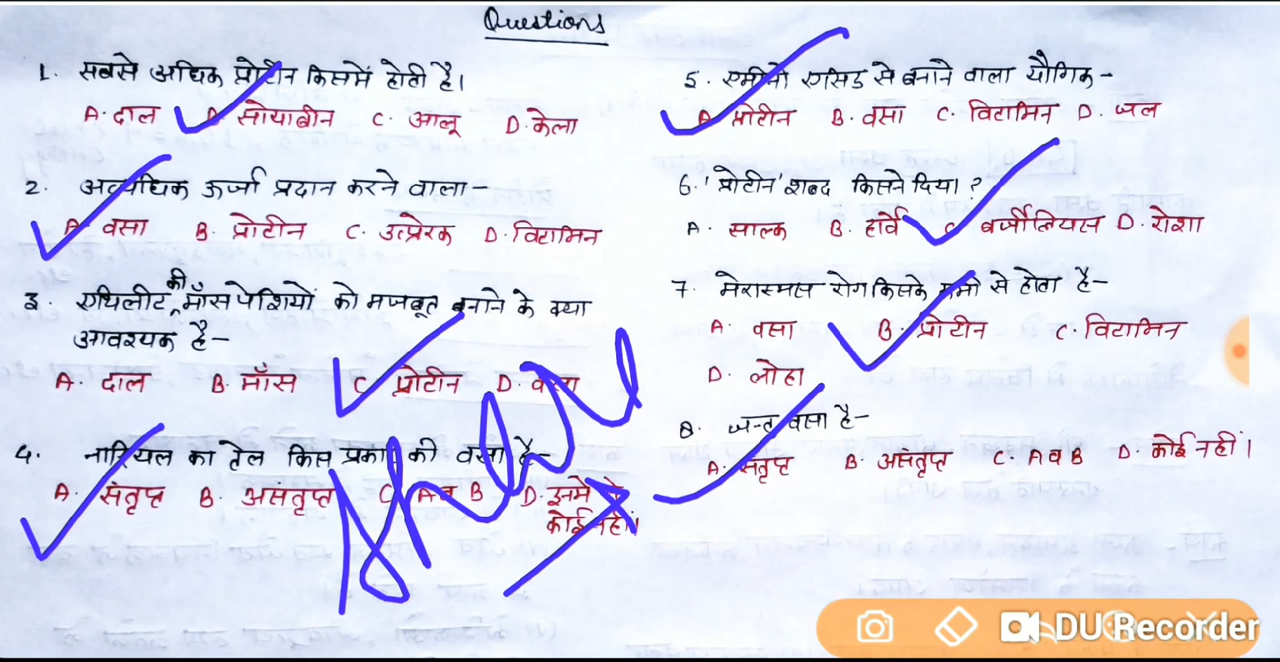 Questions
1. सबसे अधिक प्रोटीन किसमें होती है।
A. दाल B. सोयाबीन C. आलू D. केला
2. अत्यधिक ऊर्जा प्रदान करने वाला-
A. वसा B. प्रोटीन C. उत्प्रेरक D. विटामिन
3. एथिलीट की माँसपेशियों को मजबूत बनाने के क्या
आवश्यक है-
A. दाल B. माँस C. प्रोटीन D. वसा
4. नारियल का तेल किस प्रकार की वसा है-
A. संतृप्त B. असंतृप्त C. A व B D. इनमें से
कोई नहीं।
5. एमीनो एसिड से बनाने वाला यौगिक-
A. प्रोटीन B. वसा C. विटामिन D. जल
6. 'प्रोटीन' शब्द किसने दिया?
A. साल्क B. हार्वे C. बर्जीलियस D. रोशा
7. मेरास्मस रोग किसके कमी से होता है-
A. वसा B. प्रोटीन C. विटामिन
D. लोहा
8. जन्तु वसा है-
A. संतृप्त B. असंतृप्त C. A व B D. कोई नहीं।
DU Recorder